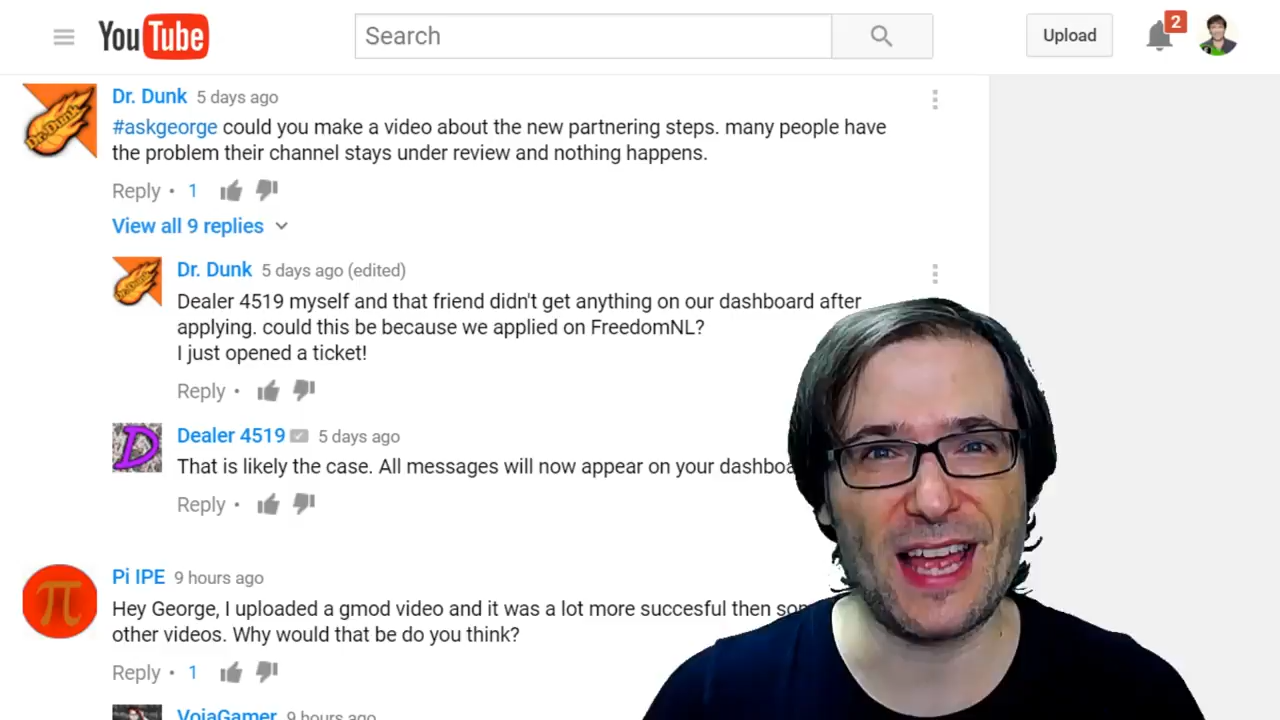 YouTube
Search
Upload
2
Dr. Dunk 5 days ago
#askgeorge could you make a video about the new partnering steps. many people have
the problem their channel stays under review and nothing happens.
Reply • 1
View all 9 replies
Dr. Dunk 5 days ago (edited)
Dealer 4519 myself and that friend didn't get anything on our dashboard after
applying. could this be because we applied on FreedomNL?
I just opened a ticket!
Reply •
Dealer 4519 5 days ago
That is likely the case. All messages will now appear on your
Reply •
Pi IPE 9 hours ago
Hey George, I uploaded a gmod video and it was a lot more succesful then
other videos. Why would that be do you think?
Reply • 1
VojaGamer 9 hours ago